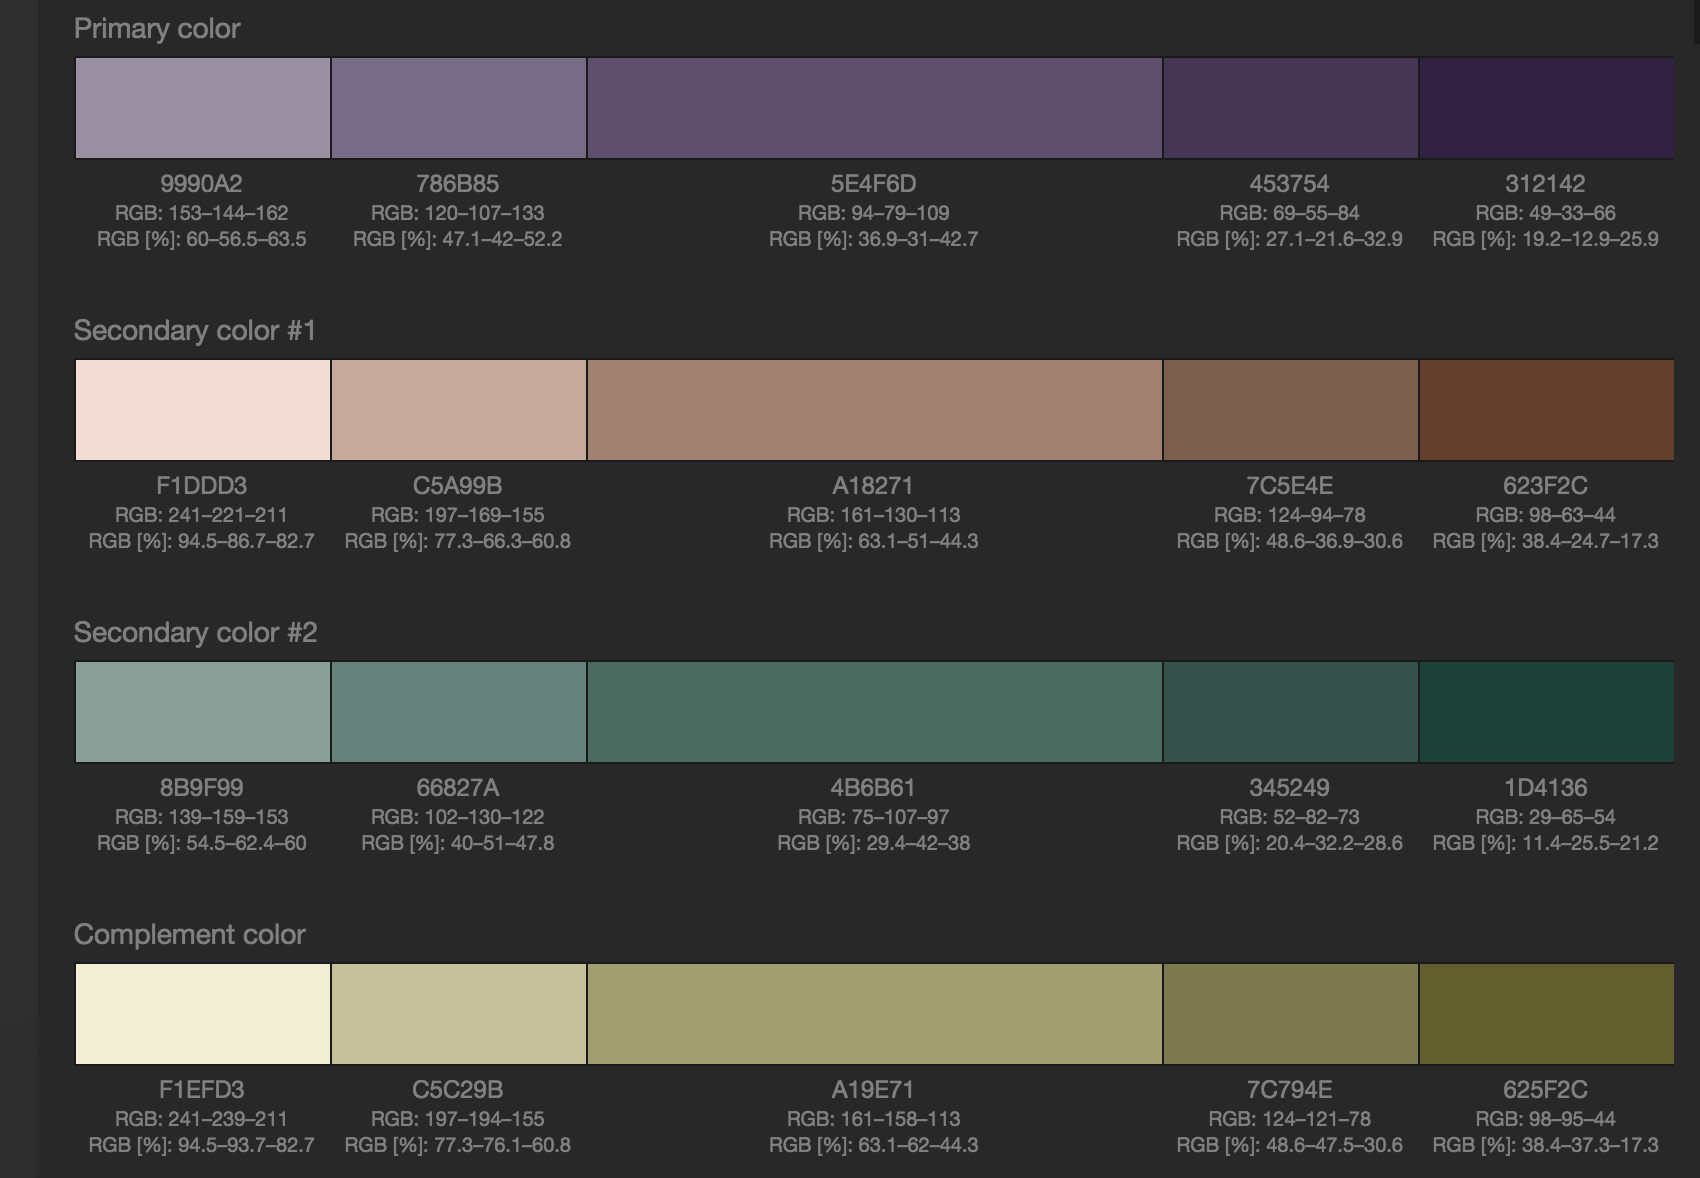 Primary color
9990A2 786B85 5E4F6D 453754 312142
RGB: 153–144–162 RGB: 120–107–133 RGB: 94–79–109 RGB: 69–55–84 RGB: 49–33–66
RGB [%]: 60–56.5–63.5 RGB [%]: 47.1–42–52.2 RGB [%]: 36.9–31–42.7 RGB [%]: 27.1–21.6–32.9 RGB [%]: 19.2–12.9–25.9
Secondary color #1
F1DDD3 C5A99B A18271 7C5E4E 623F2C
RGB: 241–221–211 RGB: 197–169–155 RGB: 161–130–113 RGB: 124–94–78 RGB: 98–63–44
RGB [%]: 94.5–86.7–82.7 RGB [%]: 77.3–66.3–60.8 RGB [%]: 63.1–51–44.3 RGB [%]: 48.6–36.9–30.6 RGB [%]: 38.4–24.7–17.3
Secondary color #2
8B9F99 66827A 4B6B61 345249 1D4136
RGB: 139–159–153 RGB: 102–130–122 RGB: 75–107–97 RGB: 52–82–73 RGB: 29–65–54
RGB [%]: 54.5–62.4–60 RGB [%]: 40–51–47.8 RGB [%]: 29.4–42–38 RGB [%]: 20.4–32.2–28.6 RGB [%]: 11.4–25.5–21.2
Complement color
F1EFD3 C5C29B A19E71 7C794E 625F2C
RGB: 241–239–211 RGB: 197–194–155 RGB: 161–158–113 RGB: 124–121–78 RGB: 98–95–44
RGB [%]: 94.5–93.7–82.7 RGB [%]: 77.3–76.1–60.8 RGB [%]: 63.1–62–44.3 RGB [%]: 48.6–47.5–30.6 RGB [%]: 38.4–37.3–17.3